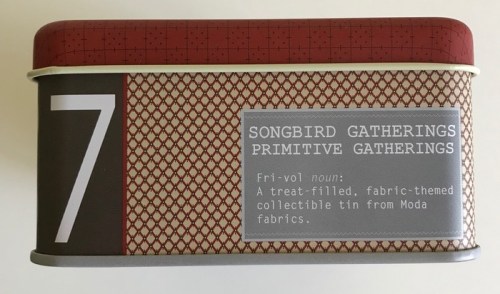 7
SONGBIRD GATHERINGS
PRIMITIVE GATHERINGS
Fri-vol noun:
A treat-filled, fabric-themed
collectible tin from Moda
fabrics.